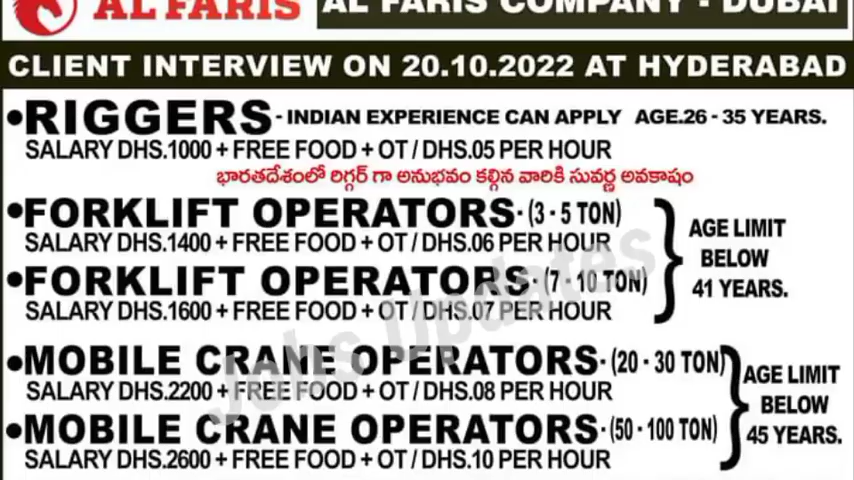 AL FARIS AL FARIS COMPANY - DUBAI
CLIENT INTERVIEW ON 20.10.2022 AT HYDERABAD
•RIGGERS - INDIAN EXPERIENCE CAN APPLY AGE.26 - 35 YEARS.
SALARY DHS.1000 + FREE FOOD + OT / DHS.05 PER HOUR
భారతదేశంలో రిగ్గర్ గా అనుభవం కల్గిన వారికి సువర్ణ అవకాషం
•FORKLIFT OPERATORS - (3 - 5 TON)
SALARY DHS.1400 + FREE FOOD + OT / DHS.06 PER HOUR
•FORKLIFT OPERATORS - (7 - 10 TON)
SALARY DHS.1600 + FREE FOOD + OT / DHS.07 PER HOUR
AGE LIMIT
BELOW
41 YEARS.
•MOBILE CRANE OPERATORS - (20 - 30 TON)
SALARY DHS.2200 + FREE FOOD + OT / DHS.08 PER HOUR
•MOBILE CRANE OPERATORS - (50 - 100 TON)
SALARY DHS.2600 + FREE FOOD + OT / DHS.10 PER HOUR
AGE LIMIT
BELOW
45 YEARS.
Jobs Updates